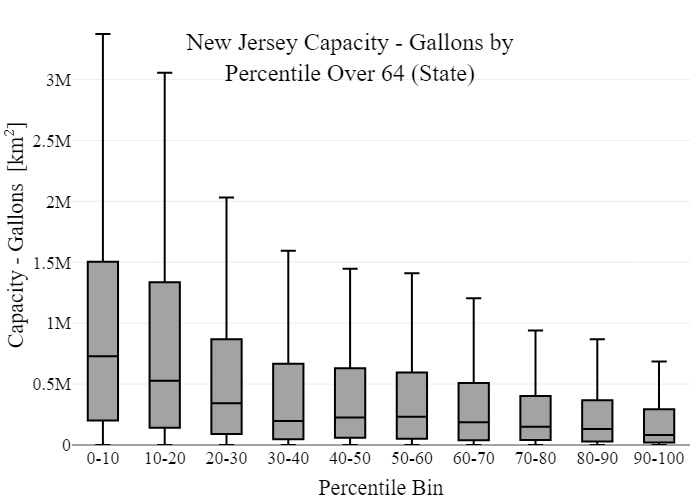 New Jersey Capacity - Gallons by
Percentile Over 64 (State)
Capacity - Gallons [km²]
3M
2.5M
2M
1.5M
1M
0.5M
0
0-10 10-20 20-30 30-40 40-50 50-60 60-70 70-80 80-90 90-100
Percentile Bin